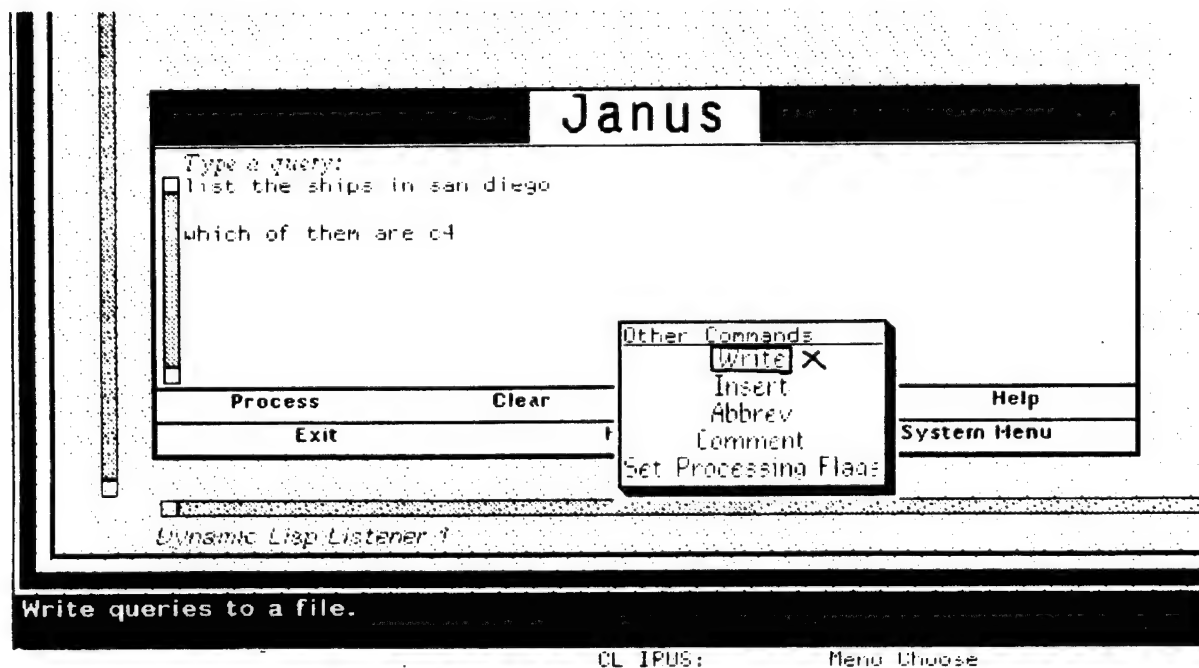 Janus
Type a query:
list the ships in san diego
which of them are c4
Other Commands
Write
Insert
Abbrev
Comment
Set Processing Flags
Process Clear Help
Exit System Menu
Dynamic Lisp Listener 1
Write queries to a file.
CL IRUS: Menu Choose